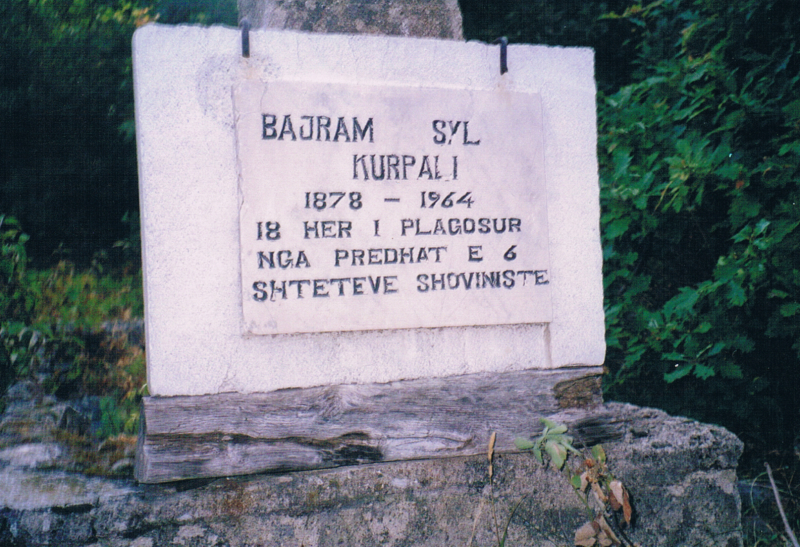 BAJRAM SYL
KURPALI
1878 - 1964
18 HER I PLAGOSUR
NGA PREDHAT E 6
SHTETEVE SHOVINISTE